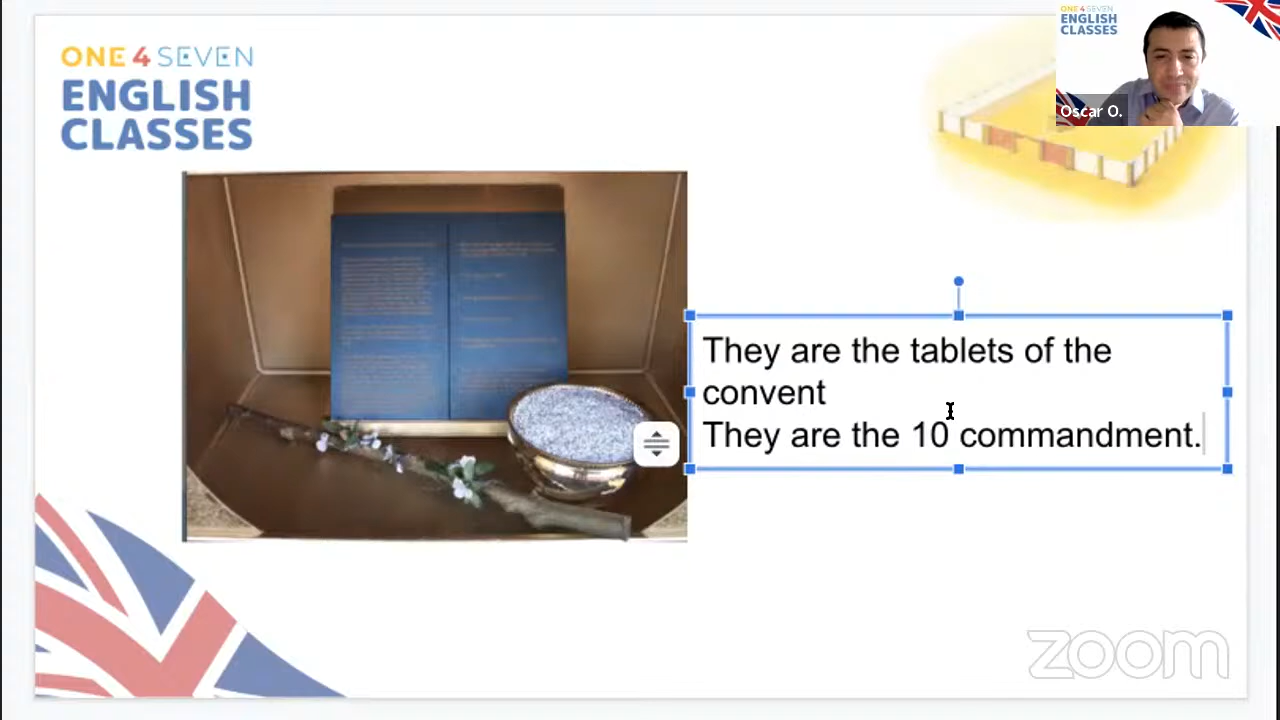 ONE 4 SEVEN
ENGLISH
CLASSES
ONE 4 SEVEN
ENGLISH
CLASSES
Oscar O.
They are the tablets of the
convent
They are the 10 commandment.
zoom